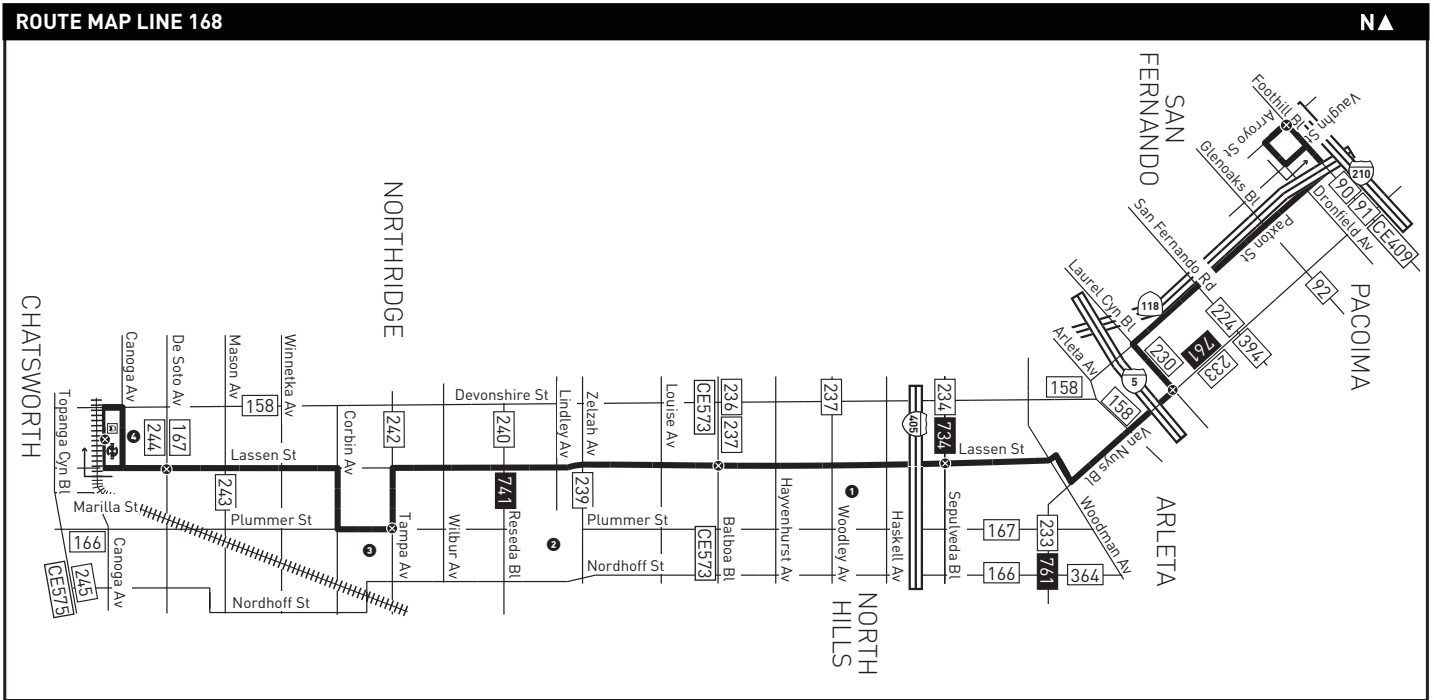 ROUTE MAP LINE 168
N▲
SAN
FERNANDO
Foothill Bl
Vaughn
St
Arroyo St
Glenoaks Bl
210
90
91
CE409
Dronfield Av
Paxton
St
San Fernando Rd
92
PACOIMA
Laurel Cyn Bl
118
224
394
761
233
230
Arleta Av
5
158
158
Van Nuys Bl
NORTHRIDGE
CHATSWORTH
Canoga Av
De Soto Av
Mason Av
Winnetka Av
158
Corbin Av
242
Devonshire St
240
Lindley Av
Zelzah Av
Louise Av
CE573
236
237
237
405
234
734
Topanga Cyn Bl
4
244
167
Lassen St
Lassen St
741
239
1
Marilla St
243
Plummer St
Tampa Av
Wilbur Av
Reseda Bl
Plummer St
Balboa Bl
Hayvenhurst Av
Woodley Av
Haskell Av
Sepulveda Bl
167
233
Woodman Av
ARLETA
166
Canoga Av
3
2
CE573
Nordhoff St
166
761
364
CE575
245
Nordhoff St
NORTH
HILLS